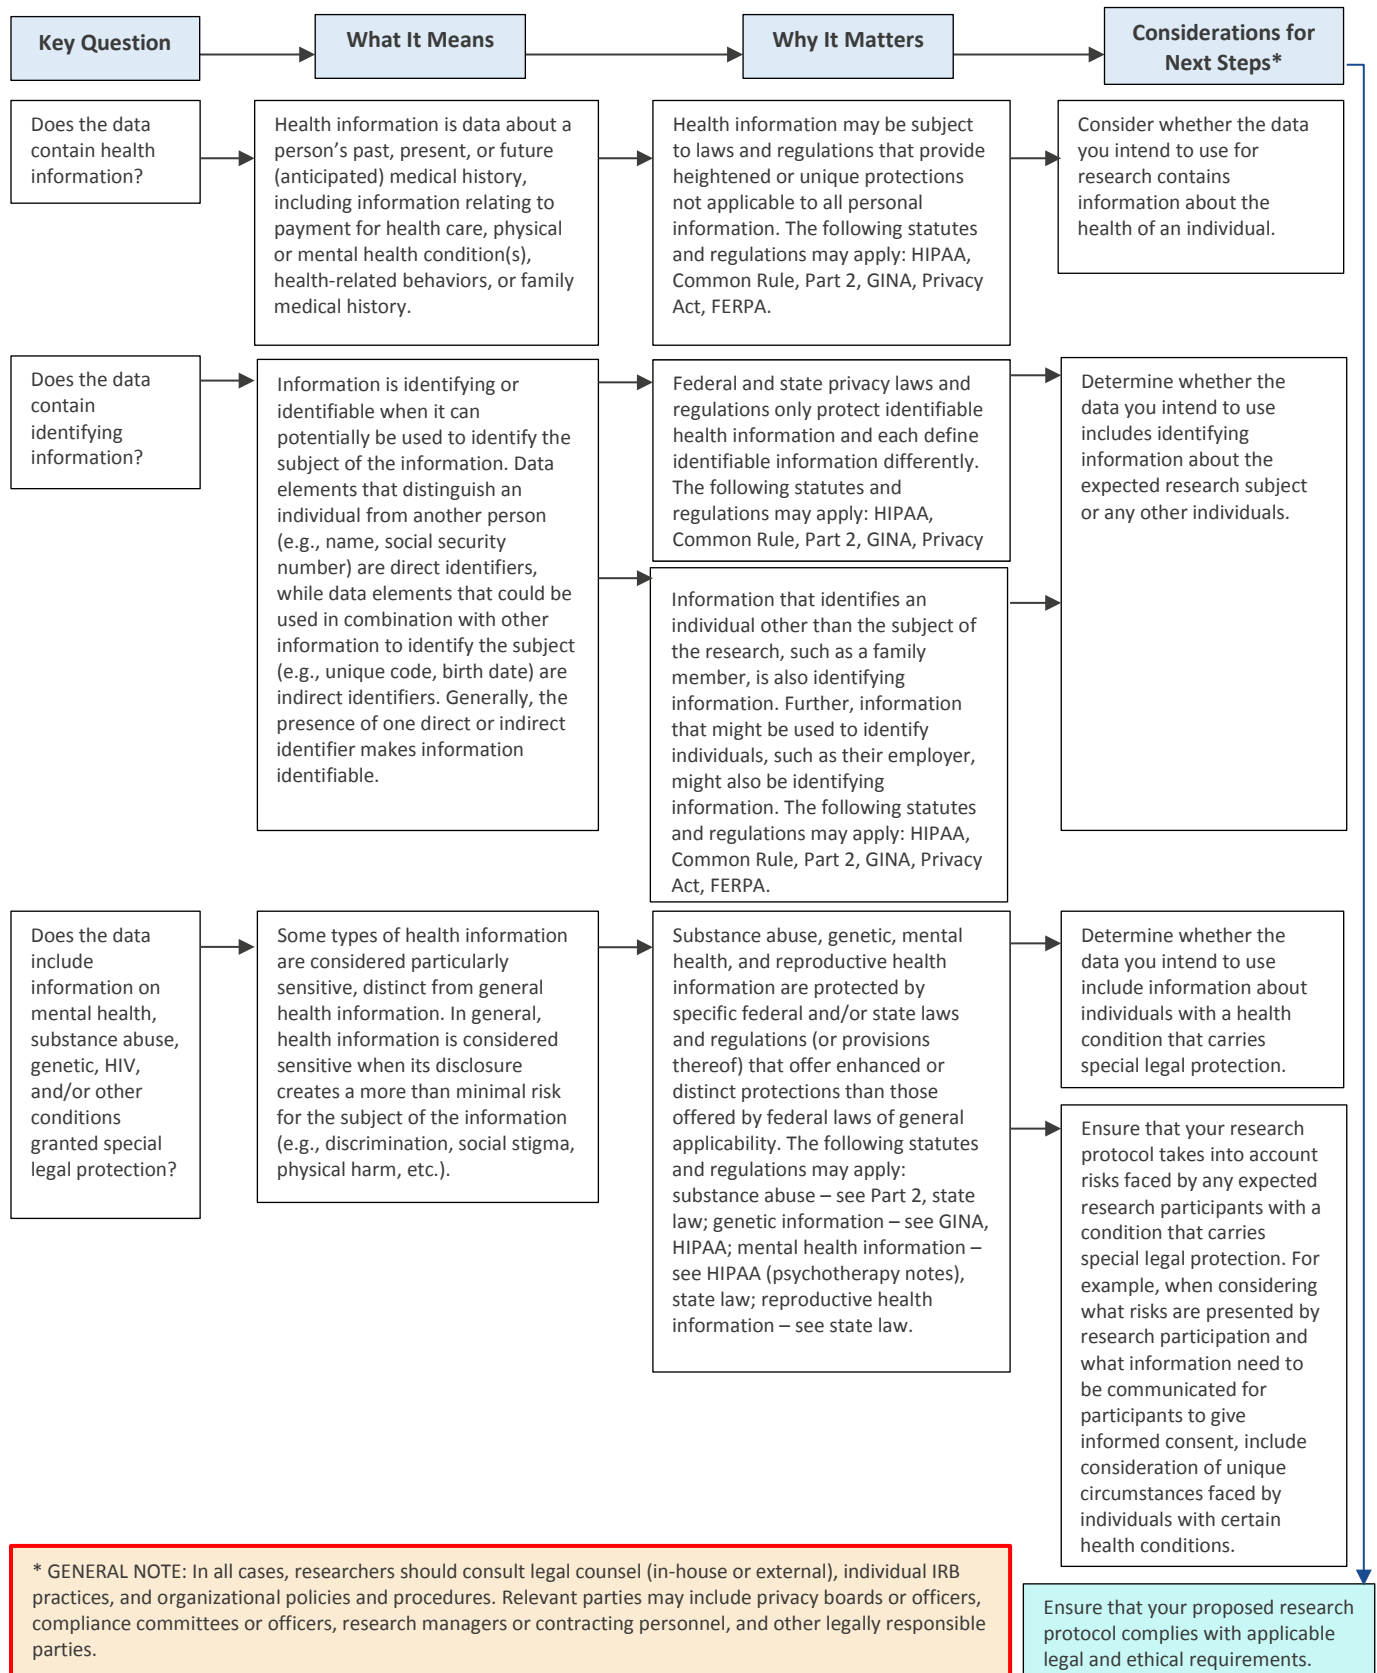 Key Question
What It Means
Why It Matters
Considerations for
Next Steps*
Does the data
contain health
information?
Health information is data about a
person’s past, present, or future
(anticipated) medical history,
including information relating to
payment for health care, physical
or mental health condition(s),
health-related behaviors, or family
medical history.
Health information may be subject
to laws and regulations that provide
heightened or unique protections
not applicable to all personal
information. The following statutes
and regulations may apply: HIPAA,
Common Rule, Part 2, GINA, Privacy
Act, FERPA.
Consider whether the data
you intend to use for
research contains
information about the
health of an individual.
Does the data
contain
identifying
information?
Information is identifying or
identifiable when it can
potentially be used to identify the
subject of the information. Data
elements that distinguish an
individual from another person
(e.g., name, social security
number) are direct identifiers,
while data elements that could be
used in combination with other
information to identify the subject
(e.g., unique code, birth date) are
indirect identifiers. Generally, the
presence of one direct or indirect
identifier makes information
identifiable.
Federal and state privacy laws and
regulations only protect identifiable
health information and each define
identifiable information differently.
The following statutes and
regulations may apply: HIPAA,
Common Rule, Part 2, GINA, Privacy
Information that identifies an
individual other than the subject of
the research, such as a family
member, is also identifying
information. Further, information
that might be used to identify
individuals, such as their employer,
might also be identifying
information. The following statutes
and regulations may apply: HIPAA,
Common Rule, Part 2, GINA, Privacy
Act, FERPA.
Determine whether the
data you intend to use
includes identifying
information about the
expected research subject
or any other individuals.
Does the data
include
information on
mental health,
substance abuse,
genetic, HIV,
and/or other
conditions
granted special
legal protection?
Some types of health information
are considered particularly
sensitive, distinct from general
health information. In general,
health information is considered
sensitive when its disclosure
creates a more than minimal risk
for the subject of the information
(e.g., discrimination, social stigma,
physical harm, etc.).
Substance abuse, genetic, mental
health, and reproductive health
information are protected by
specific federal and/or state laws
and regulations (or provisions
thereof) that offer enhanced or
distinct protections than those
offered by federal laws of general
applicability. The following statutes
and regulations may apply:
substance abuse – see Part 2, state
law; genetic information – see GINA,
HIPAA; mental health information –
see HIPAA (psychotherapy notes),
state law; reproductive health
information – see state law.
Determine whether the
data you intend to use
include information about
individuals with a health
condition that carries
special legal protection.
Ensure that your research
protocol takes into account
risks faced by any expected
research participants with a
condition that carries
special legal protection. For
example, when considering
what risks are presented by
research participation and
what information need to
be communicated for
participants to give
informed consent, include
consideration of unique
circumstances faced by
individuals with certain
health conditions.
* GENERAL NOTE: In all cases, researchers should consult legal counsel (in-house or external), individual IRB
practices, and organizational policies and procedures. Relevant parties may include privacy boards or officers,
compliance committees or officers, research managers or contracting personnel, and other legally responsible
parties.
Ensure that your proposed research
protocol complies with applicable
legal and ethical requirements.